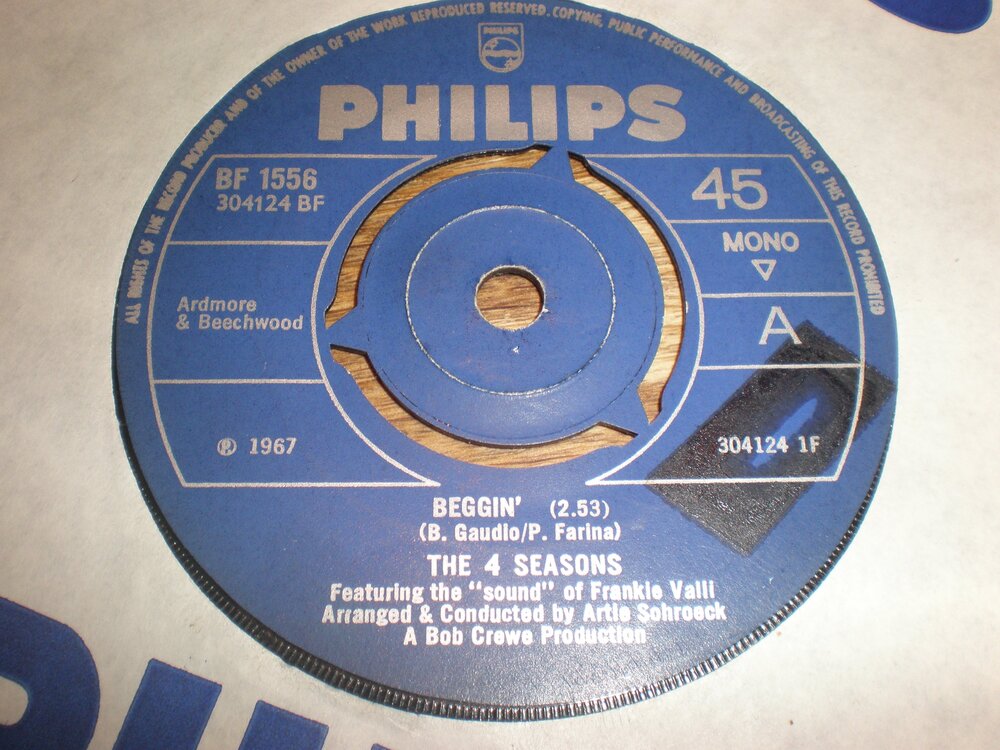 ALL RIGHTS OF THE RECORD PRODUCER AND OF THE OWNER OF THE WORK REPRODUCED RESERVED. COPYING, PUBLIC PERFORMANCE AND BROADCASTING OF THIS RECORD PROHIBITED
PHILIPS
PHILIPS
BF 1556
304124 BF
45
MONO
A
Ardmore
& Beechwood
℗ 1967
304124 1F
BEGGIN' (2.53)
(B. Gaudio/P. Farina)
THE 4 SEASONS
Featuring the "sound" of Frankie Valli
Arranged & Conducted by Artie Schroeck
A Bob Crewe Production